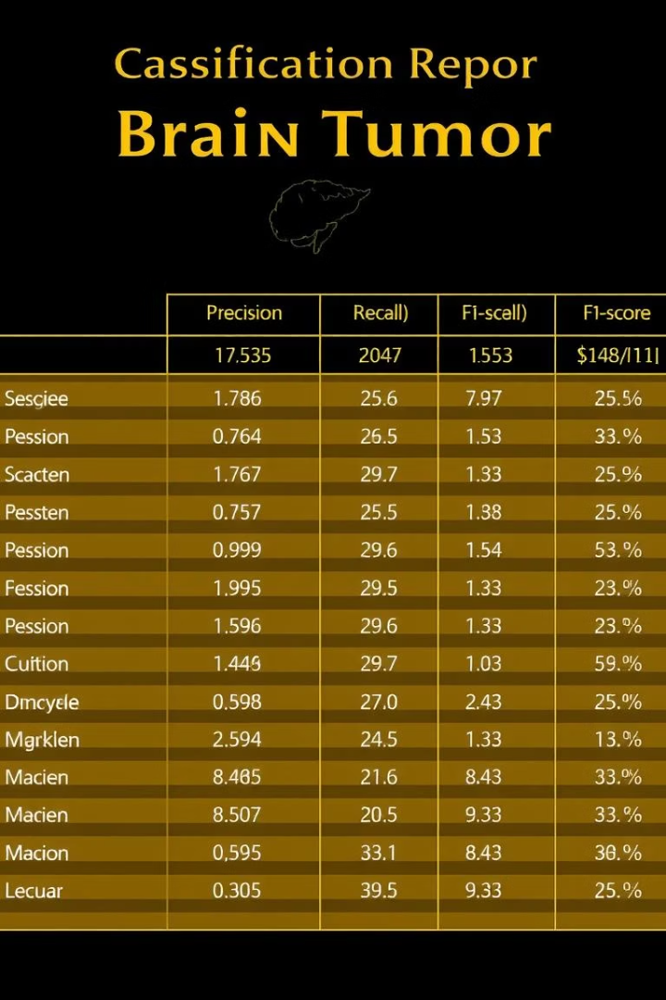 Cassification Repor
Brain Tumor
Precision Recall) F1-scall) F1-score
17.535 2047 1.553 $148/111|
Sesgiee 1.786 25.6 7.97 25.%
Pession 0.764 26.5 1.53 33.%
Scacten 1.767 29.7 1.33 25.%
Pessten 0.757 25.5 1.38 25.%
Pession 0.999 29.6 1.54 53.%
Fession 1.995 29.5 1.33 23.%
Pession 1.596 29.6 1.33 23.%
Cuition 1.449 29.7 1.03 59.%
Dmcycle 0.598 27.0 2.43 25.%
Mgrklen 2.594 24.5 1.33 13.%
Macien 8.465 21.6 8.43 33.%
Macien 8.507 20.5 9.33 33.%
Macion 0,595 33.1 8.43 36.%
Lecuar 0.305 39.5 9.33 25.%